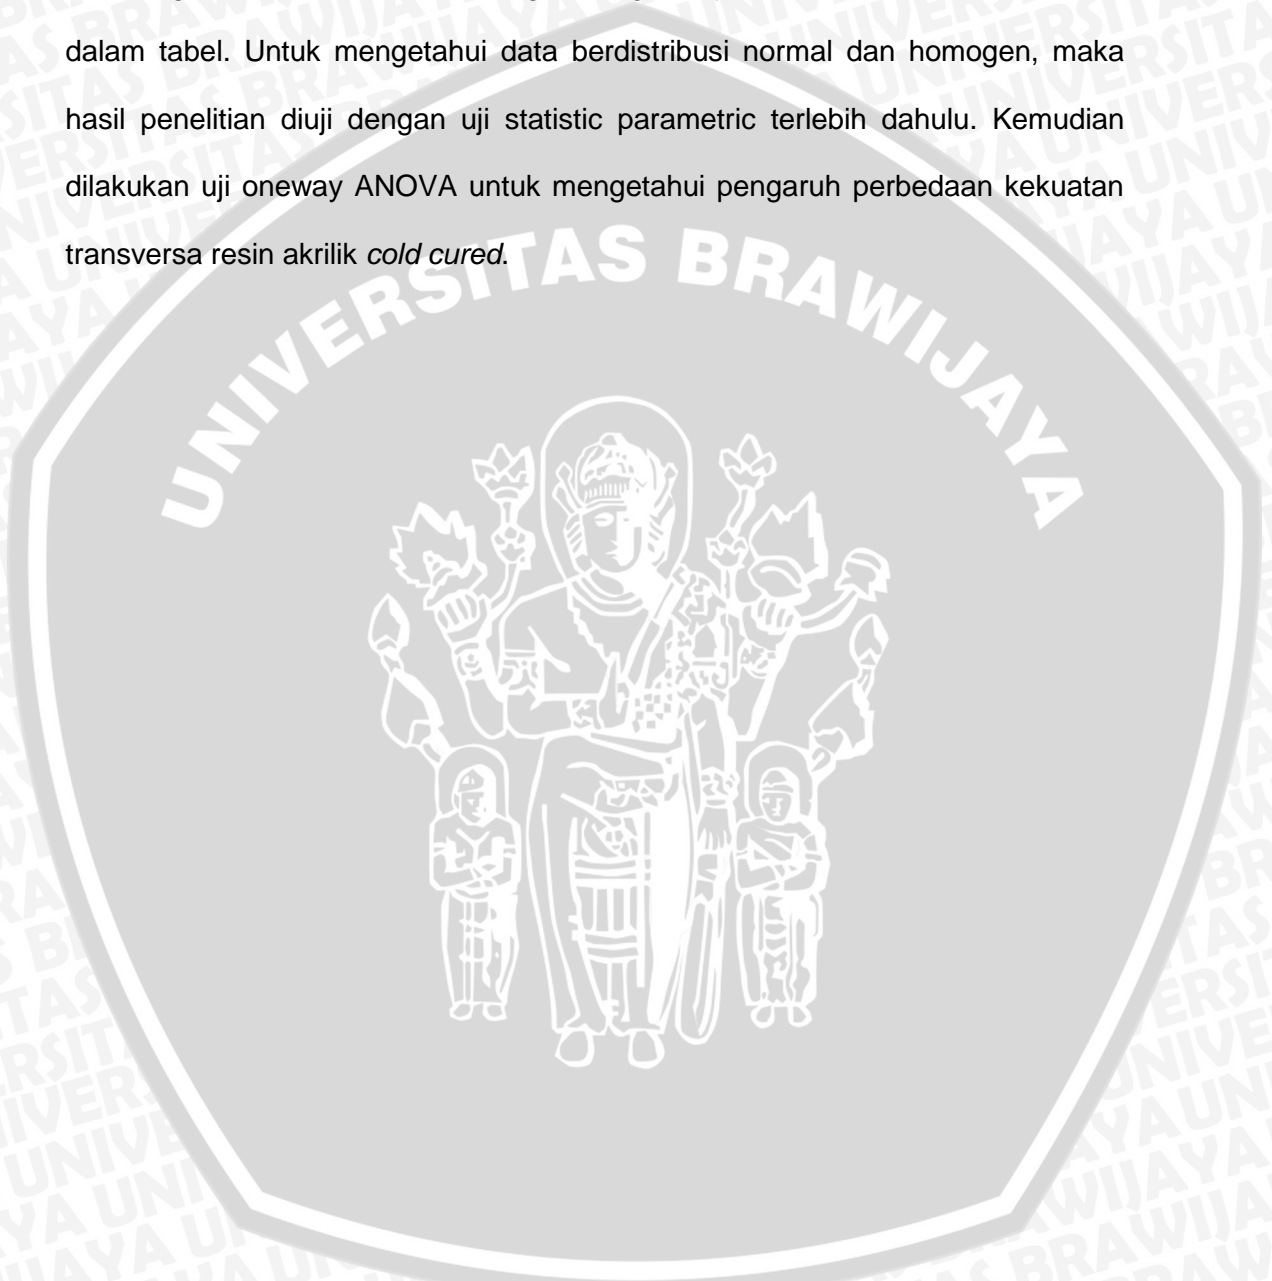 dalam tabel. Untuk mengetahui data berdistribusi normal dan homogen, maka
hasil penelitian diuji dengan uji statistic parametric terlebih dahulu. Kemudian
dilakukan uji oneway ANOVA untuk mengetahui pengaruh perbedaan kekuatan
transversa resin akrilik cold cured.
UNIVERSITAS BRAWIJAYA